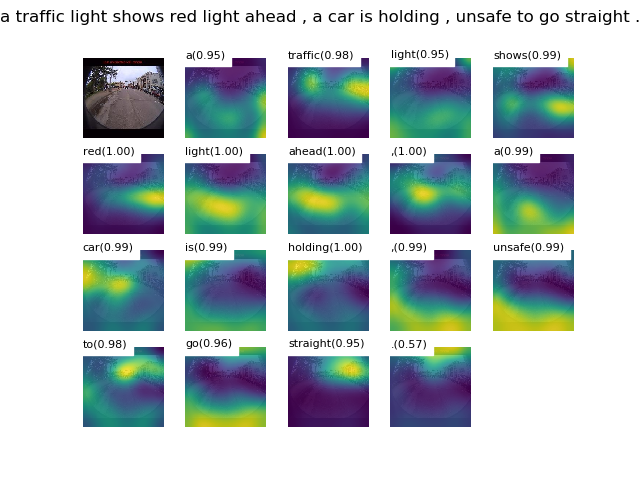 a traffic light shows red light ahead , a car is holding , unsafe to go straight .
a(0.95) traffic(0.98) light(0.95) shows(0.99)
red(1.00) light(1.00) ahead(1.00) ,(1.00) a(0.99)
car(0.99) is(0.99) holding(1.00) ,(0.99) unsafe(0.99)
to(0.98) go(0.96) straight(0.95) .(0.57)